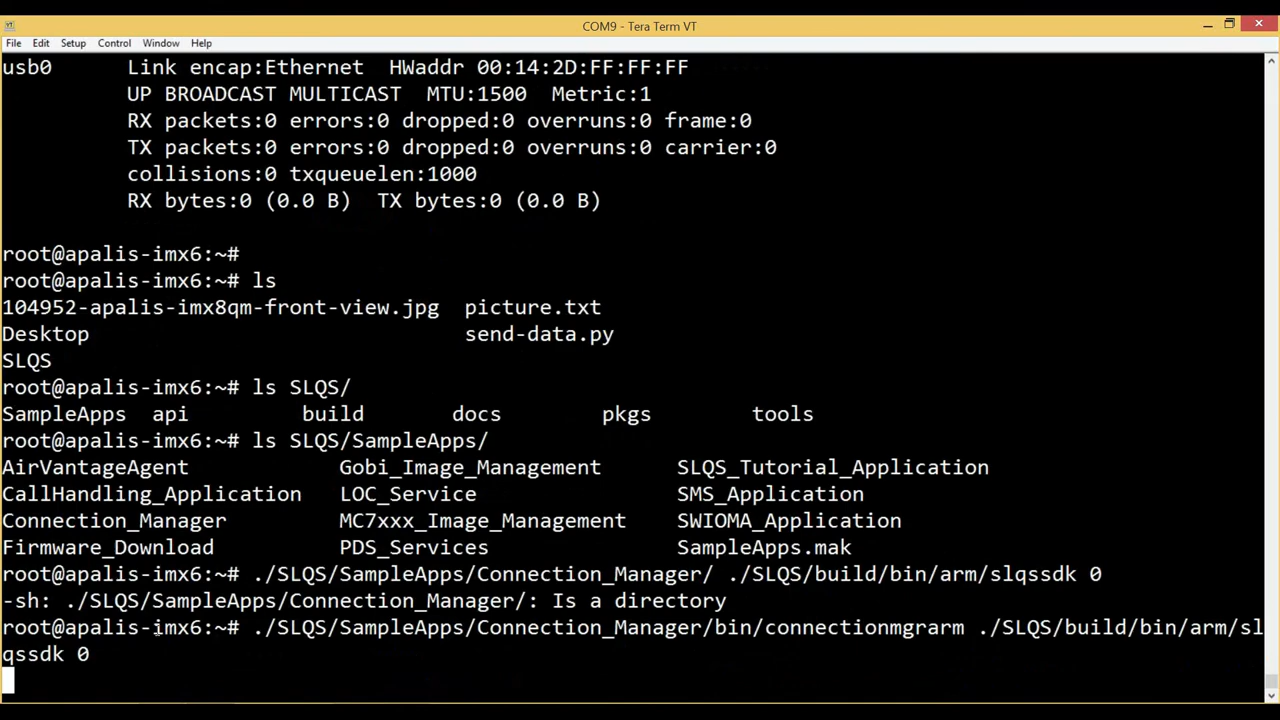 COM9 - Tera Term VT
File Edit Setup Control Window Help
usb0 Link encap:Ethernet HWaddr 00:14:2D:FF:FF:FF
UP BROADCAST MULTICAST MTU:1500 Metric:1
RX packets:0 errors:0 dropped:0 overruns:0 frame:0
TX packets:0 errors:0 dropped:0 overruns:0 carrier:0
collisions:0 txqueuelen:1000
RX bytes:0 (0.0 B) TX bytes:0 (0.0 B)
root@apalis-imx6:~#
root@apalis-imx6:~# ls
104952-apalis-imx8qm-front-view.jpg picture.txt
Desktop send-data.py
SLQS
root@apalis-imx6:~# ls SLQS/
SampleApps api build docs pkgs tools
root@apalis-imx6:~# ls SLQS/SampleApps/
AirVantageAgent Gobi_Image_Management SLQS_Tutorial_Application
CallHandling_Application LOC_Service SMS_Application
Connection_Manager MC7xxx_Image_Management SWIOMA_Application
Firmware_Download PDS_Services SampleApps.mak
root@apalis-imx6:~# ./SLQS/SampleApps/Connection_Manager/ ./SLQS/build/bin/arm/slqssdk 0
-sh: ./SLQS/SampleApps/Connection_Manager/: Is a directory
root@apalis-imx6:~# ./SLQS/SampleApps/Connection_Manager/bin/connectionmgrarm ./SLQS/build/bin/arm/sl
qssdk 0